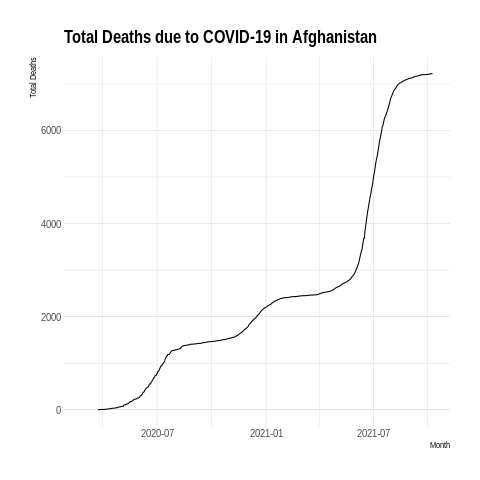 Total Deaths due to COVID-19 in Afghanistan
Total Deaths
6000
4000
2000
0
2020-07 2021-01 2021-07
Month